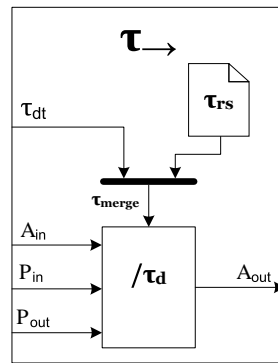 τ→
τdt
τrs
τmerge
Ain
/τd
Aout
Pin
Pout